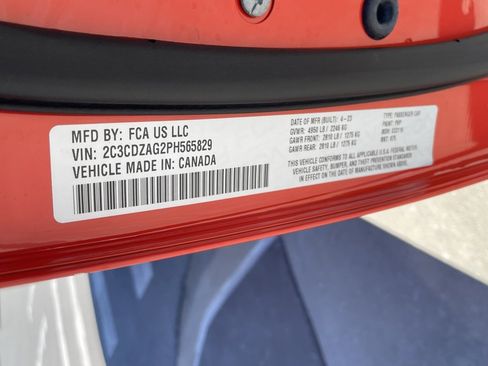 MFD BY: FCA US LLC
VIN: 2C3CDZAG2PH565829
VEHICLE MADE IN: CANADA
DATE OF MFR (BUILT): 4-23
GVWR: 4950 LB / 2246 KG
GAWR FRONT: 2810 LB / 1275 KG
GAWR REAR: 2810 LB / 1275 KG
TYPE: PASSENGER CAR
PAINT:
MDH:
THIS VEHICLE CONFORMS TO ALL APPLICABLE U.S.A. FEDERAL MOTOR
VEHICLE SAFETY, BUMPER, AND THEFT PREVENTION STANDARDS
IN EFFECT ON THE DATE OF MANUFACTURE SHOWN ABOVE.